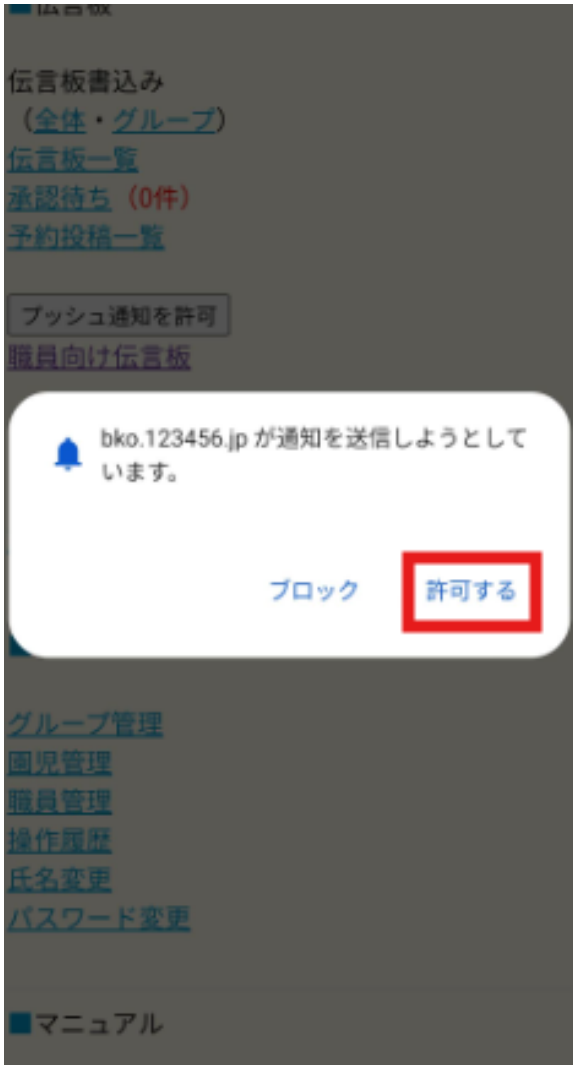 ■伝言板
伝言板書込み
（全体・グループ）
伝言板一覧
承認待ち（0件）
予約投稿一覧
プッシュ通知を許可
職員向け伝言板
bko.123456.jp が通知を送信しようとして
います。
ブロック 許可する
グループ管理
園児管理
職員管理
操作履歴
氏名変更
パスワード変更
■マニュアル